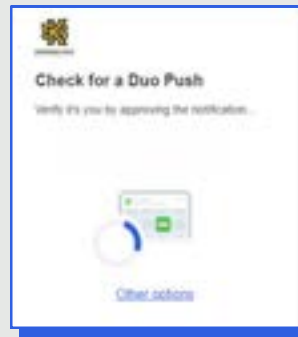 Check for a Duo Push
Verify it's you by approving the notification...
Other options